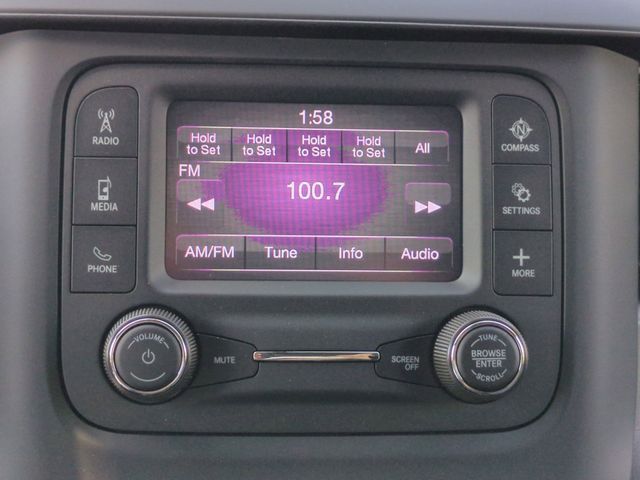 1:58
Hold to Set
Hold to Set
Hold to Set
Hold to Set
All
FM
100.7
AM/FM
Tune
Info
Audio
RADIO
MEDIA
PHONE
N
COMPASS
SETTINGS
MORE
VOLUME
MUTE
SCREEN
OFF
TUNE
BROWSE
ENTER
SCROLL